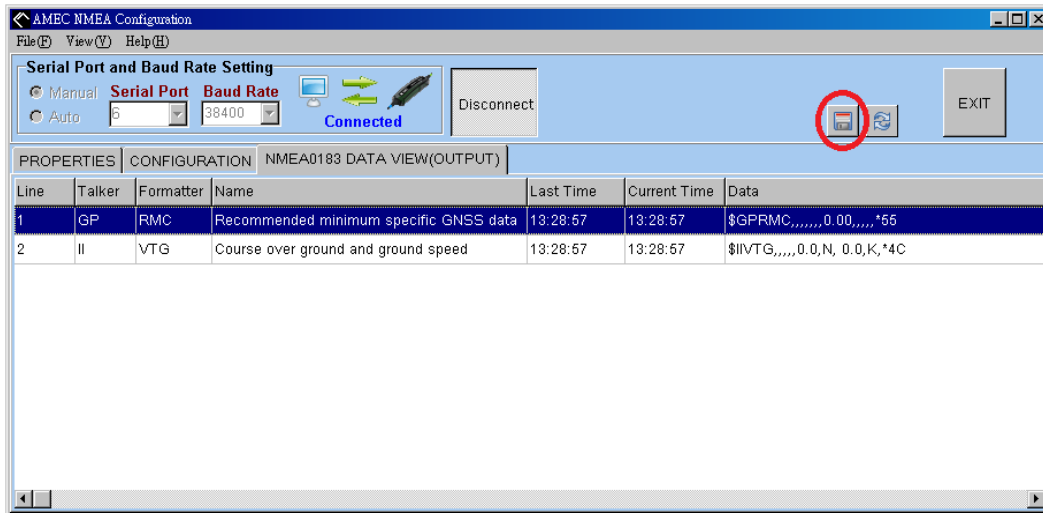 AMEC NMEA Configuration
File(F) View(V) Help(H)
Serial Port and Baud Rate Setting
Manual Serial Port Baud Rate
Auto 6 38400
Connected
Disconnect
EXIT
PROPERTIES CONFIGURATION NMEA0183 DATA VIEW(OUTPUT)
Line Talker Formatter Name Last Time Current Time Data
1 GP RMC Recommended minimum specific GNSS data 13:28:57 13:28:57 $GPRMC,,,,,,,0.00,,,,,*55
2 II VTG Course over ground and ground speed 13:28:57 13:28:57 $IIVTG,,,,,0.0,N, 0.0,K,*4C